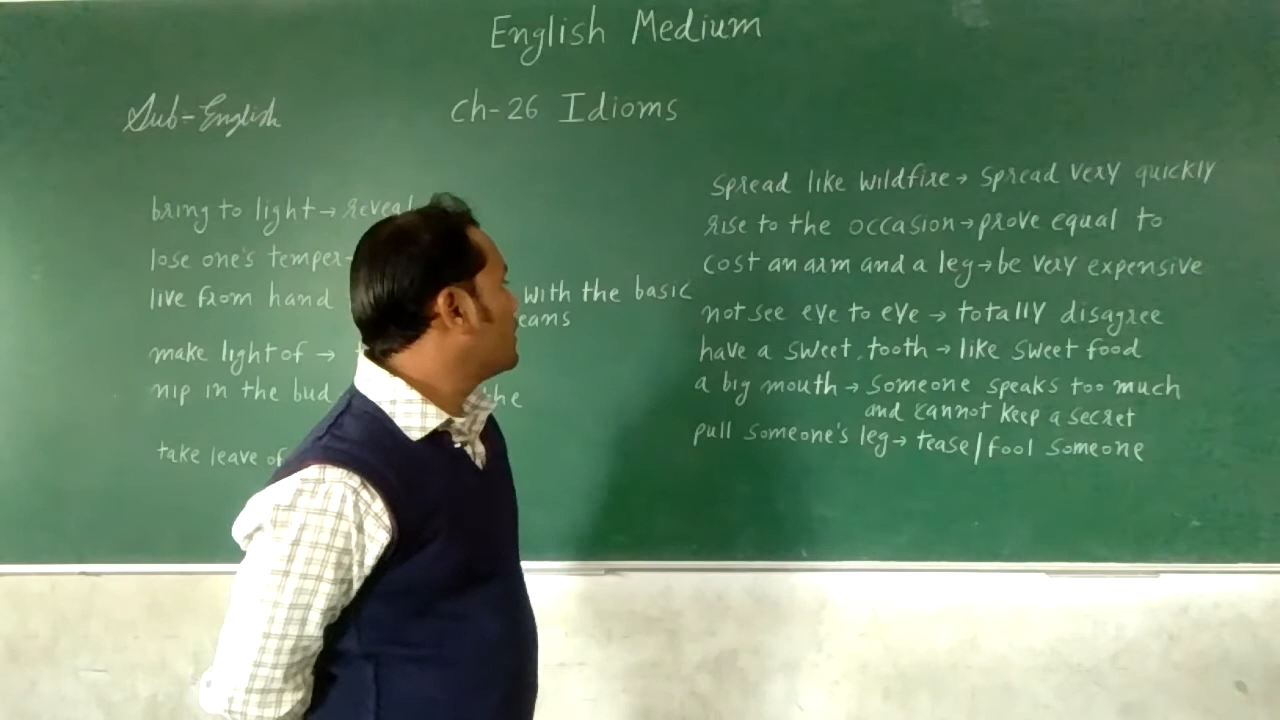 English Medium
Sub-English
Ch-26 Idioms
bring to light → reveal
lose one's temper
live from hand with the basic
make light of →
nip in the bud the
take leave of
spread like wildfire → spread very quickly
rise to the occasion → prove equal to
cost an arm and a leg → be very expensive
not see eye to eye → totally disagree
have a sweet tooth → like sweet food
a big mouth → someone speaks too much
and cannot keep a secret
pull someone's leg → tease/fool someone